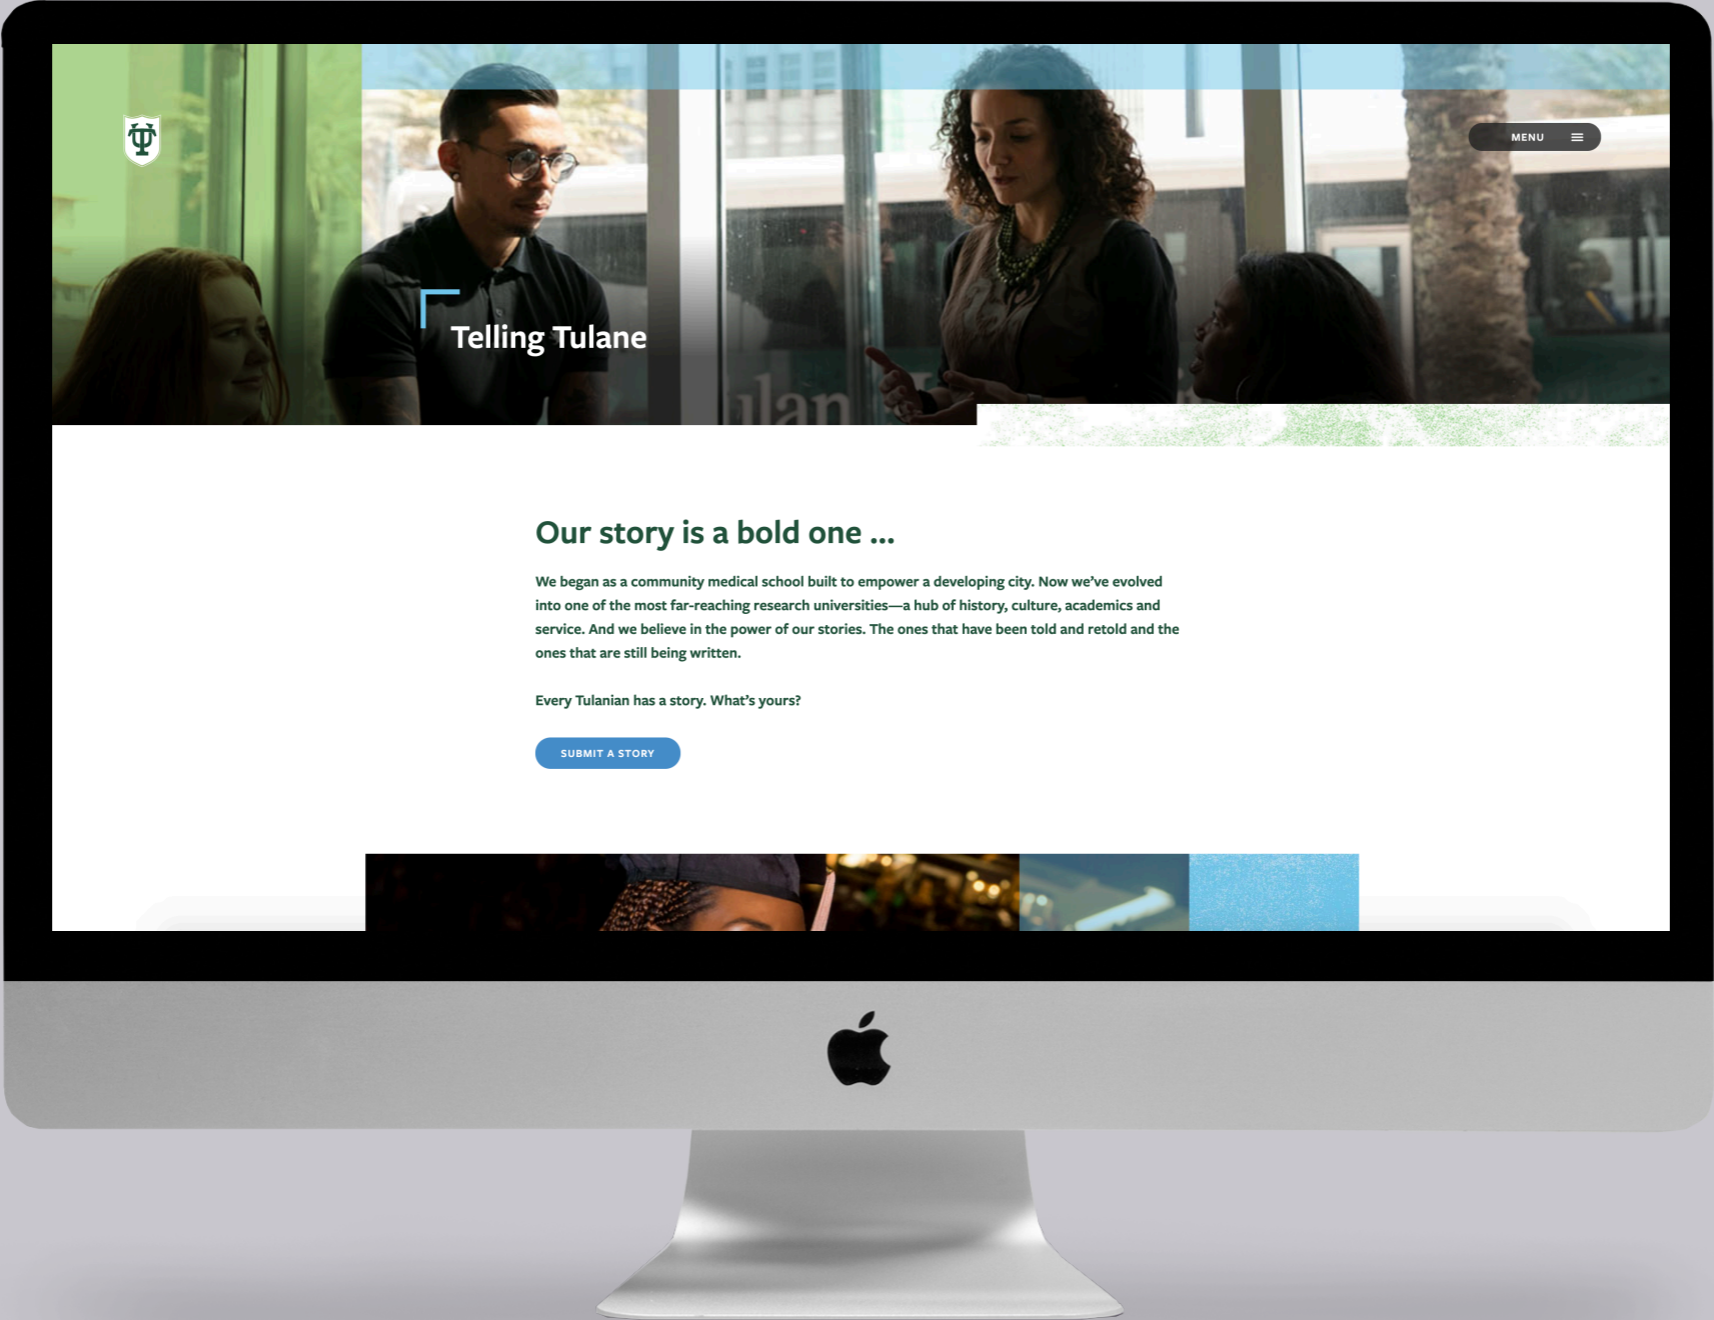 MENU
Telling Tulane
ulan
Our story is a bold one ...
We began as a community medical school built to empower a developing city. Now we’ve evolved
into one of the most far-reaching research universities—a hub of history, culture, academics and
service. And we believe in the power of our stories. The ones that have been told and retold and the
ones that are still being written.
Every Tulanian has a story. What’s yours?
SUBMIT A STORY